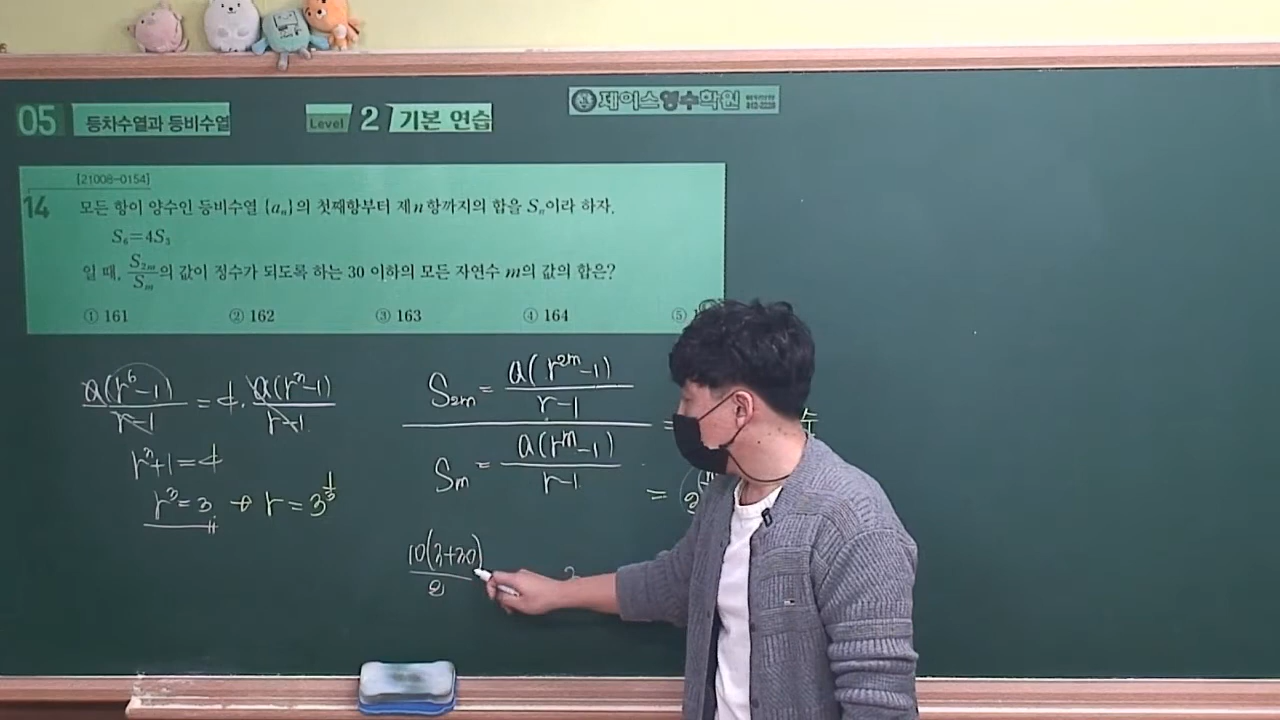 제이스영수학원
05 등차수열과 등비수열 Level 2 기본 연습
[21008-0154]
14 모든 항이 양수인 등비수열 {aₙ}의 첫째항부터 제n항까지의 합을 Sₙ이라 하자.
S₆=4S₃
일 때, S₂ₘ/Sₘ의 값이 정수가 되도록 하는 30 이하의 모든 자연수 m의 값의 합은?
① 161 ② 162 ③ 163 ④ 164 ⑤
a(r⁶-1)/r-1 = 4· a(r³-1)/r-1
r³+1=4
r³=3 → r=3^(1/3)
S₂ₘ = a(r²ᵐ-1)/r-1
Sₘ = a(rᵐ-1)/r-1
=
10(3+30)/2